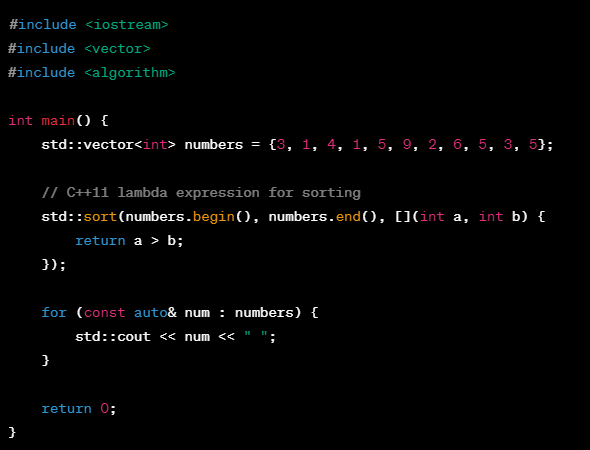 #include <iostream>
#include <vector>
#include <algorithm>

int main() {
    std::vector<int> numbers = {3, 1, 4, 1, 5, 9, 2, 6, 5, 3, 5};

    // C++11 lambda expression for sorting
    std::sort(numbers.begin(), numbers.end(), [](int a, int b) {
        return a > b;
    });

    for (const auto& num : numbers) {
        std::cout << num << " ";
    }

    return 0;
}